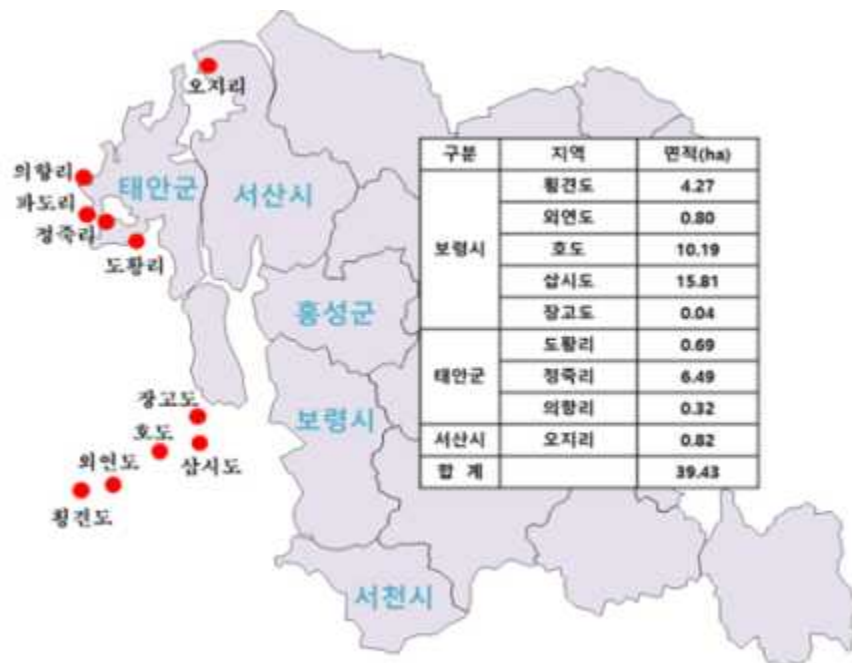 오지리
의항리
태안군
서산시
파도리
정죽리
도황리
홍성군
장고도
보령시
호도
삽시도
외연도
횡견도
서천시
구분 지역 면적(ha)
보령시 횡견도 4.27
외연도 0.80
호도 10.19
삽시도 15.81
장고도 0.04
태안군 도황리 0.69
정죽리 6.49
의항리 0.32
서산시 오지리 0.82
합 계 39.43